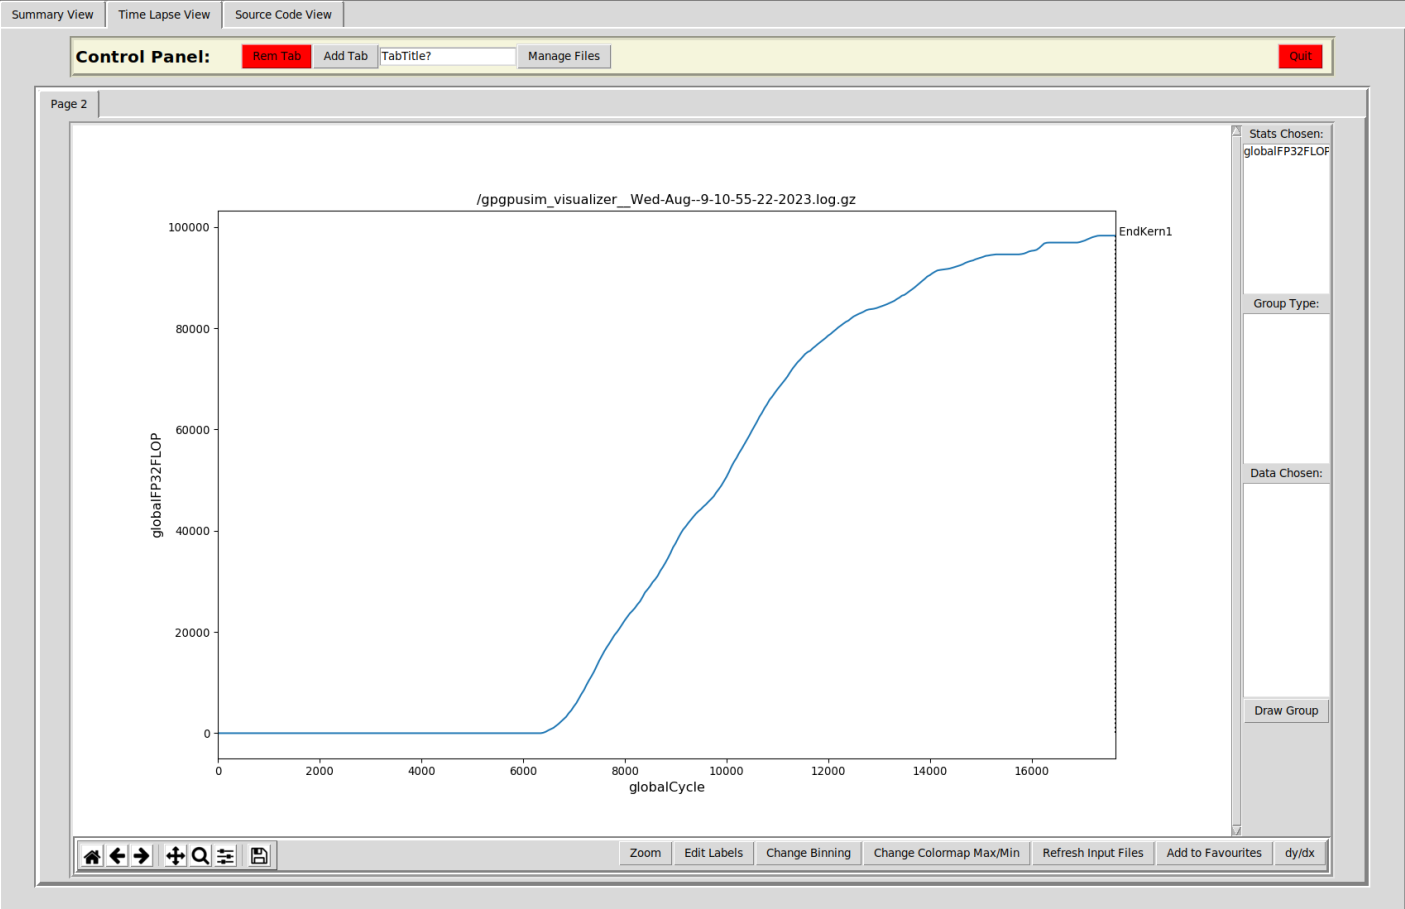 Summary View Time Lapse View Source Code View
Control Panel: Rem Tab Add Tab TabTitle? Manage Files Quit
Page 2
Stats Chosen:
globalFP32FLOP
Group Type:
Data Chosen:
Draw Group
/gpgpusim_visualizer__Wed-Aug--9-10-55-22-2023.log.gz
EndKern1
100000
80000
60000
40000
20000
0
globalFP32FLOP
0 2000 4000 6000 8000 10000 12000 14000 16000
globalCycle
Zoom Edit Labels Change Binning Change Colormap Max/Min Refresh Input Files Add to Favourites dy/dx